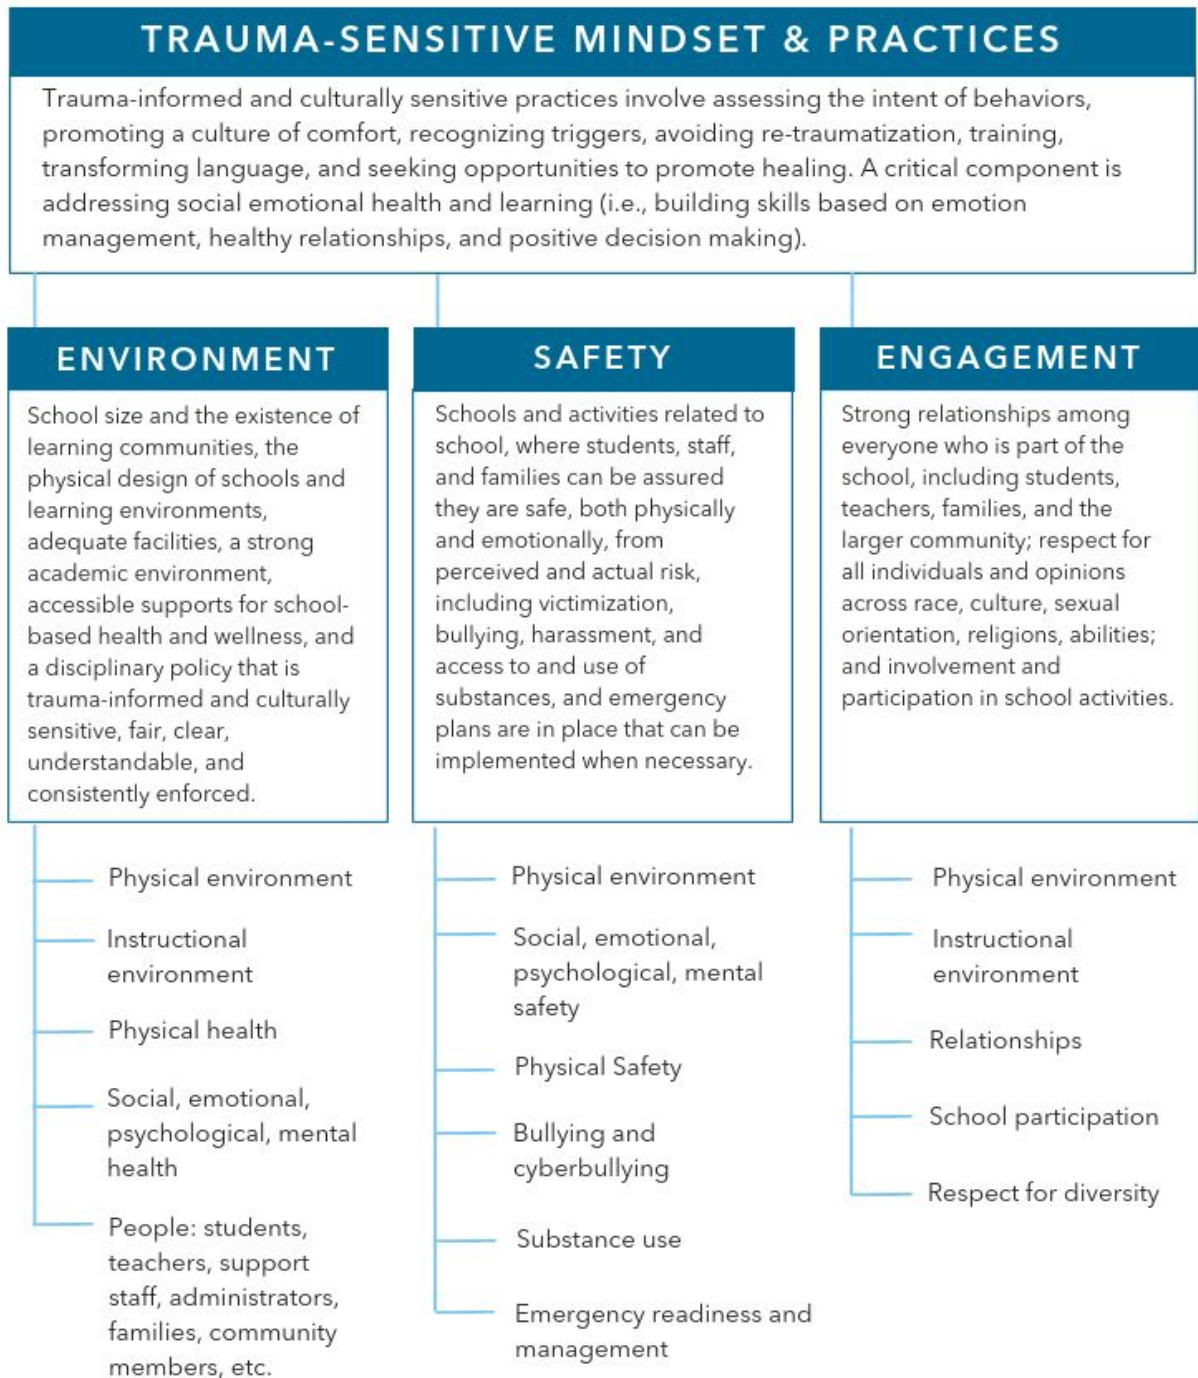 TRAUMA-SENSITIVE MINDSET & PRACTICES
Trauma-informed and culturally sensitive practices involve assessing the intent of behaviors,
promoting a culture of comfort, recognizing triggers, avoiding re-traumatization, training,
transforming language, and seeking opportunities to promote healing. A critical component is
addressing social emotional health and learning (i.e., building skills based on emotion
management, healthy relationships, and positive decision making).
ENVIRONMENT
School size and the existence of
learning communities, the
physical design of schools and
learning environments,
adequate facilities, a strong
academic environment,
accessible supports for school-
based health and wellness, and
a disciplinary policy that is
trauma-informed and culturally
sensitive, fair, clear,
understandable, and
consistently enforced.
Physical environment
Instructional
environment
Physical health
Social, emotional,
psychological, mental
health
People: students,
teachers, support
staff, administrators,
families, community
members, etc.
SAFETY
Schools and activities related to
school, where students, staff,
and families can be assured
they are safe, both physically
and emotionally, from
perceived and actual risk,
including victimization,
bullying, harassment, and
access to and use of
substances, and emergency
plans are in place that can be
implemented when necessary.
Physical environment
Social, emotional,
psychological, mental
safety
Physical Safety
Bullying and
cyberbullying
Substance use
Emergency readiness and
management
ENGAGEMENT
Strong relationships among
everyone who is part of the
school, including students,
teachers, families, and the
larger community; respect for
all individuals and opinions
across race, culture, sexual
orientation, religions, abilities;
and involvement and
participation in school activities.
Physical environment
Instructional
environment
Relationships
School participation
Respect for diversity